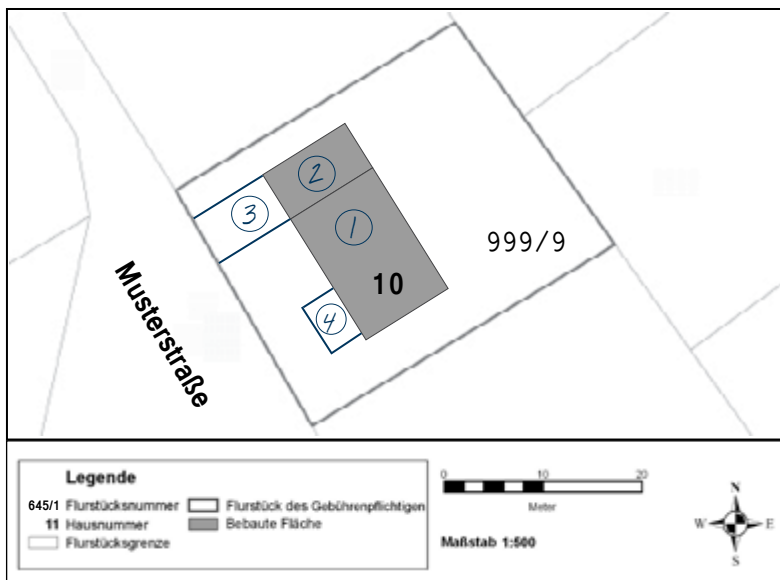 2
3
1
999/9
10
4
Musterstraße
Legende
645/1 Flurstücksnummer
Flurstück des Gebührenpflichtigen
11 Hausnummer
Bebaute Fläche
Flurstücksgrenze
0 10 20
Meter
Maßstab 1:500
N
W E
S